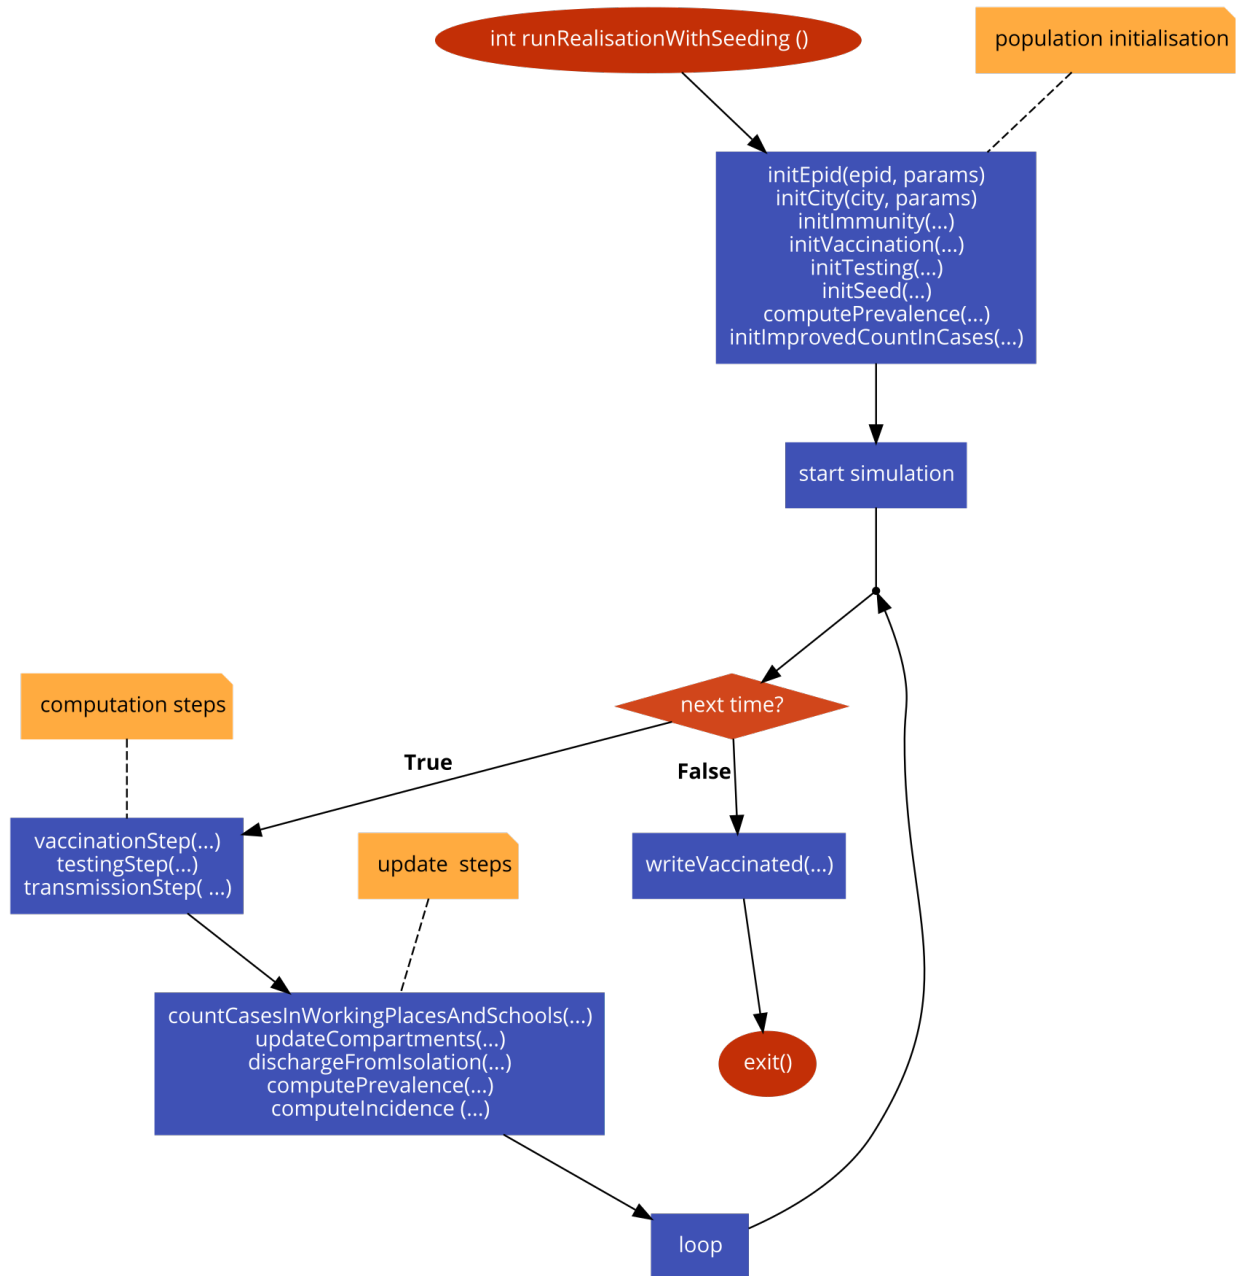 int runRealisationWithSeeding ()
population initialisation
initEpid(epid, params)
initCity(city, params)
initImmunity(...)
initVaccination(...)
initTesting(...)
initSeed(...)
computePrevalence(...)
initImprovedCountInCases(...)
start simulation
next time?
True
False
computation steps
vaccinationStep(...)
testingStep(...)
transmissionStep( ...)
update  steps
writeVaccinated(...)
countCasesInWorkingPlacesAndSchools(...)
updateCompartments(...)
dischargeFromIsolation(...)
computePrevalence(...)
computeIncidence (...)
exit()
loop